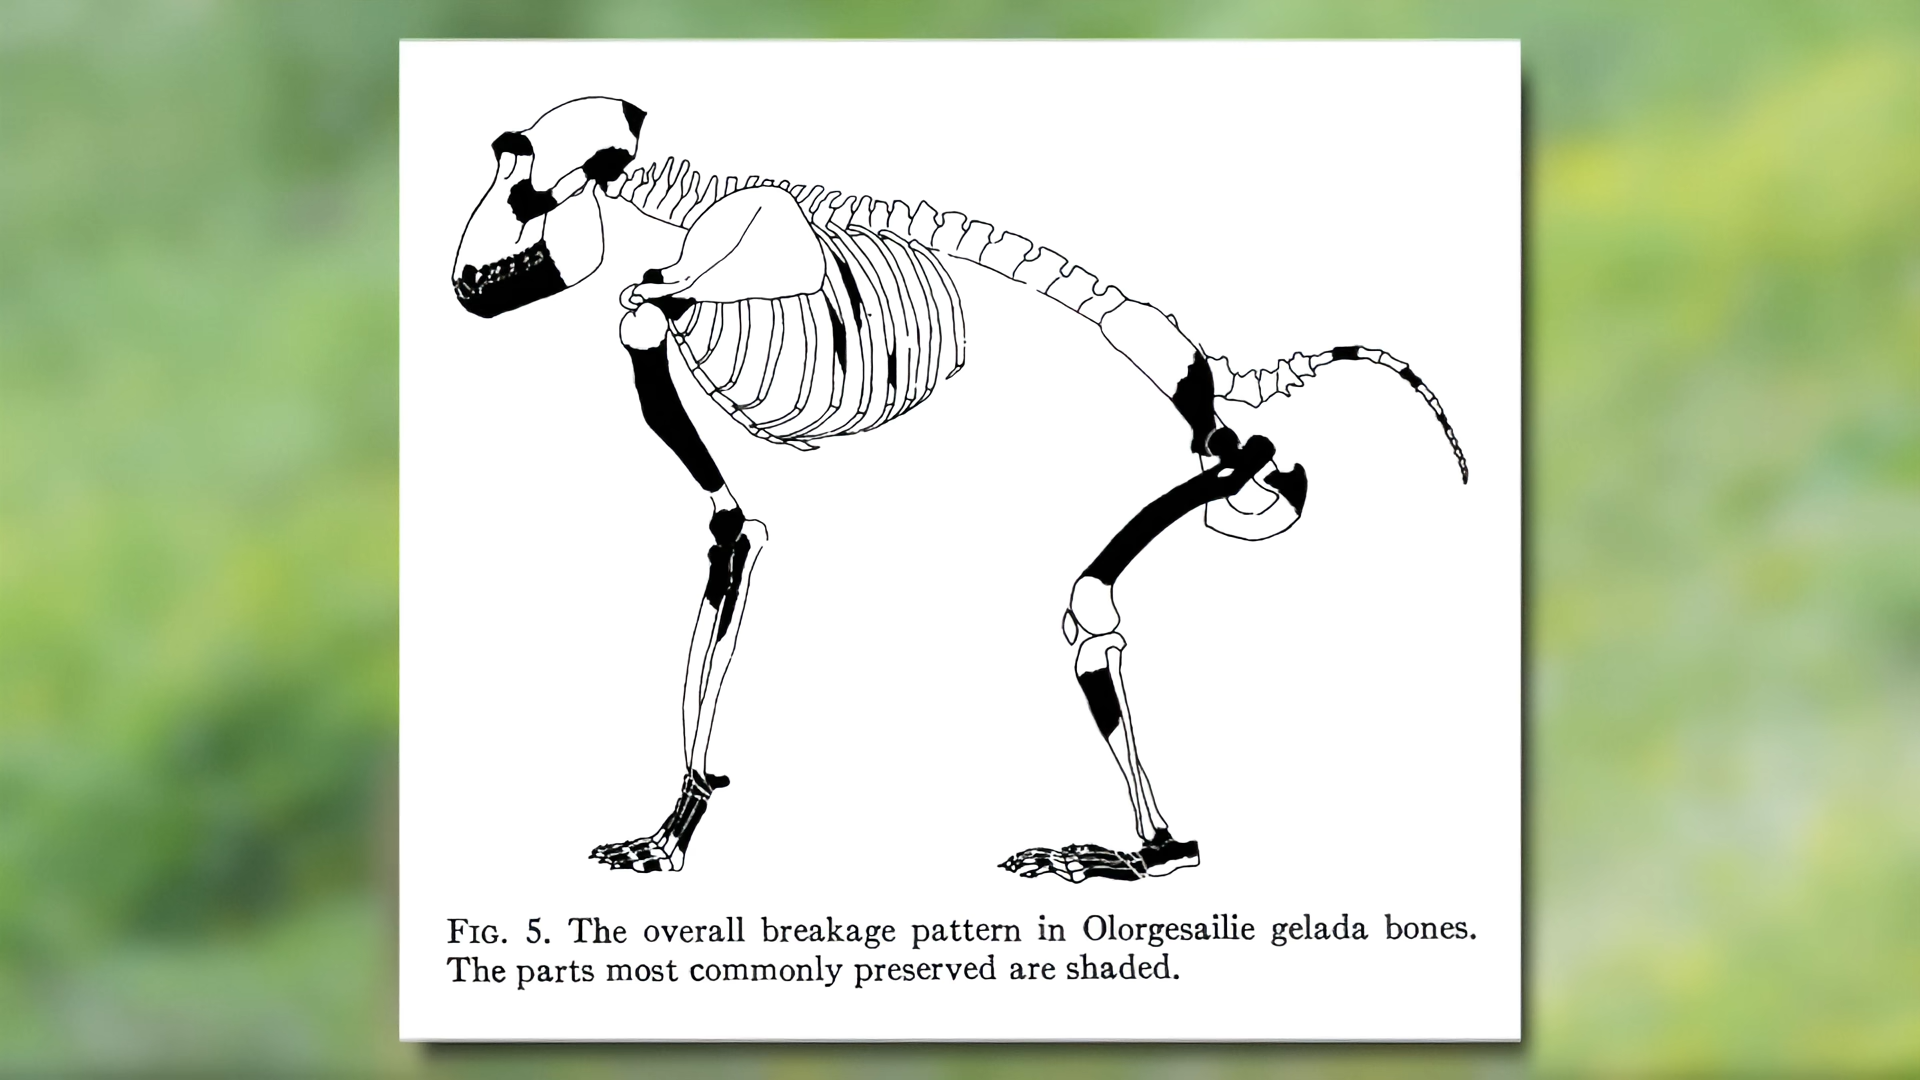 FIG. 5. The overall breakage pattern in Olorgesailie gelada bones.
The parts most commonly preserved are shaded.